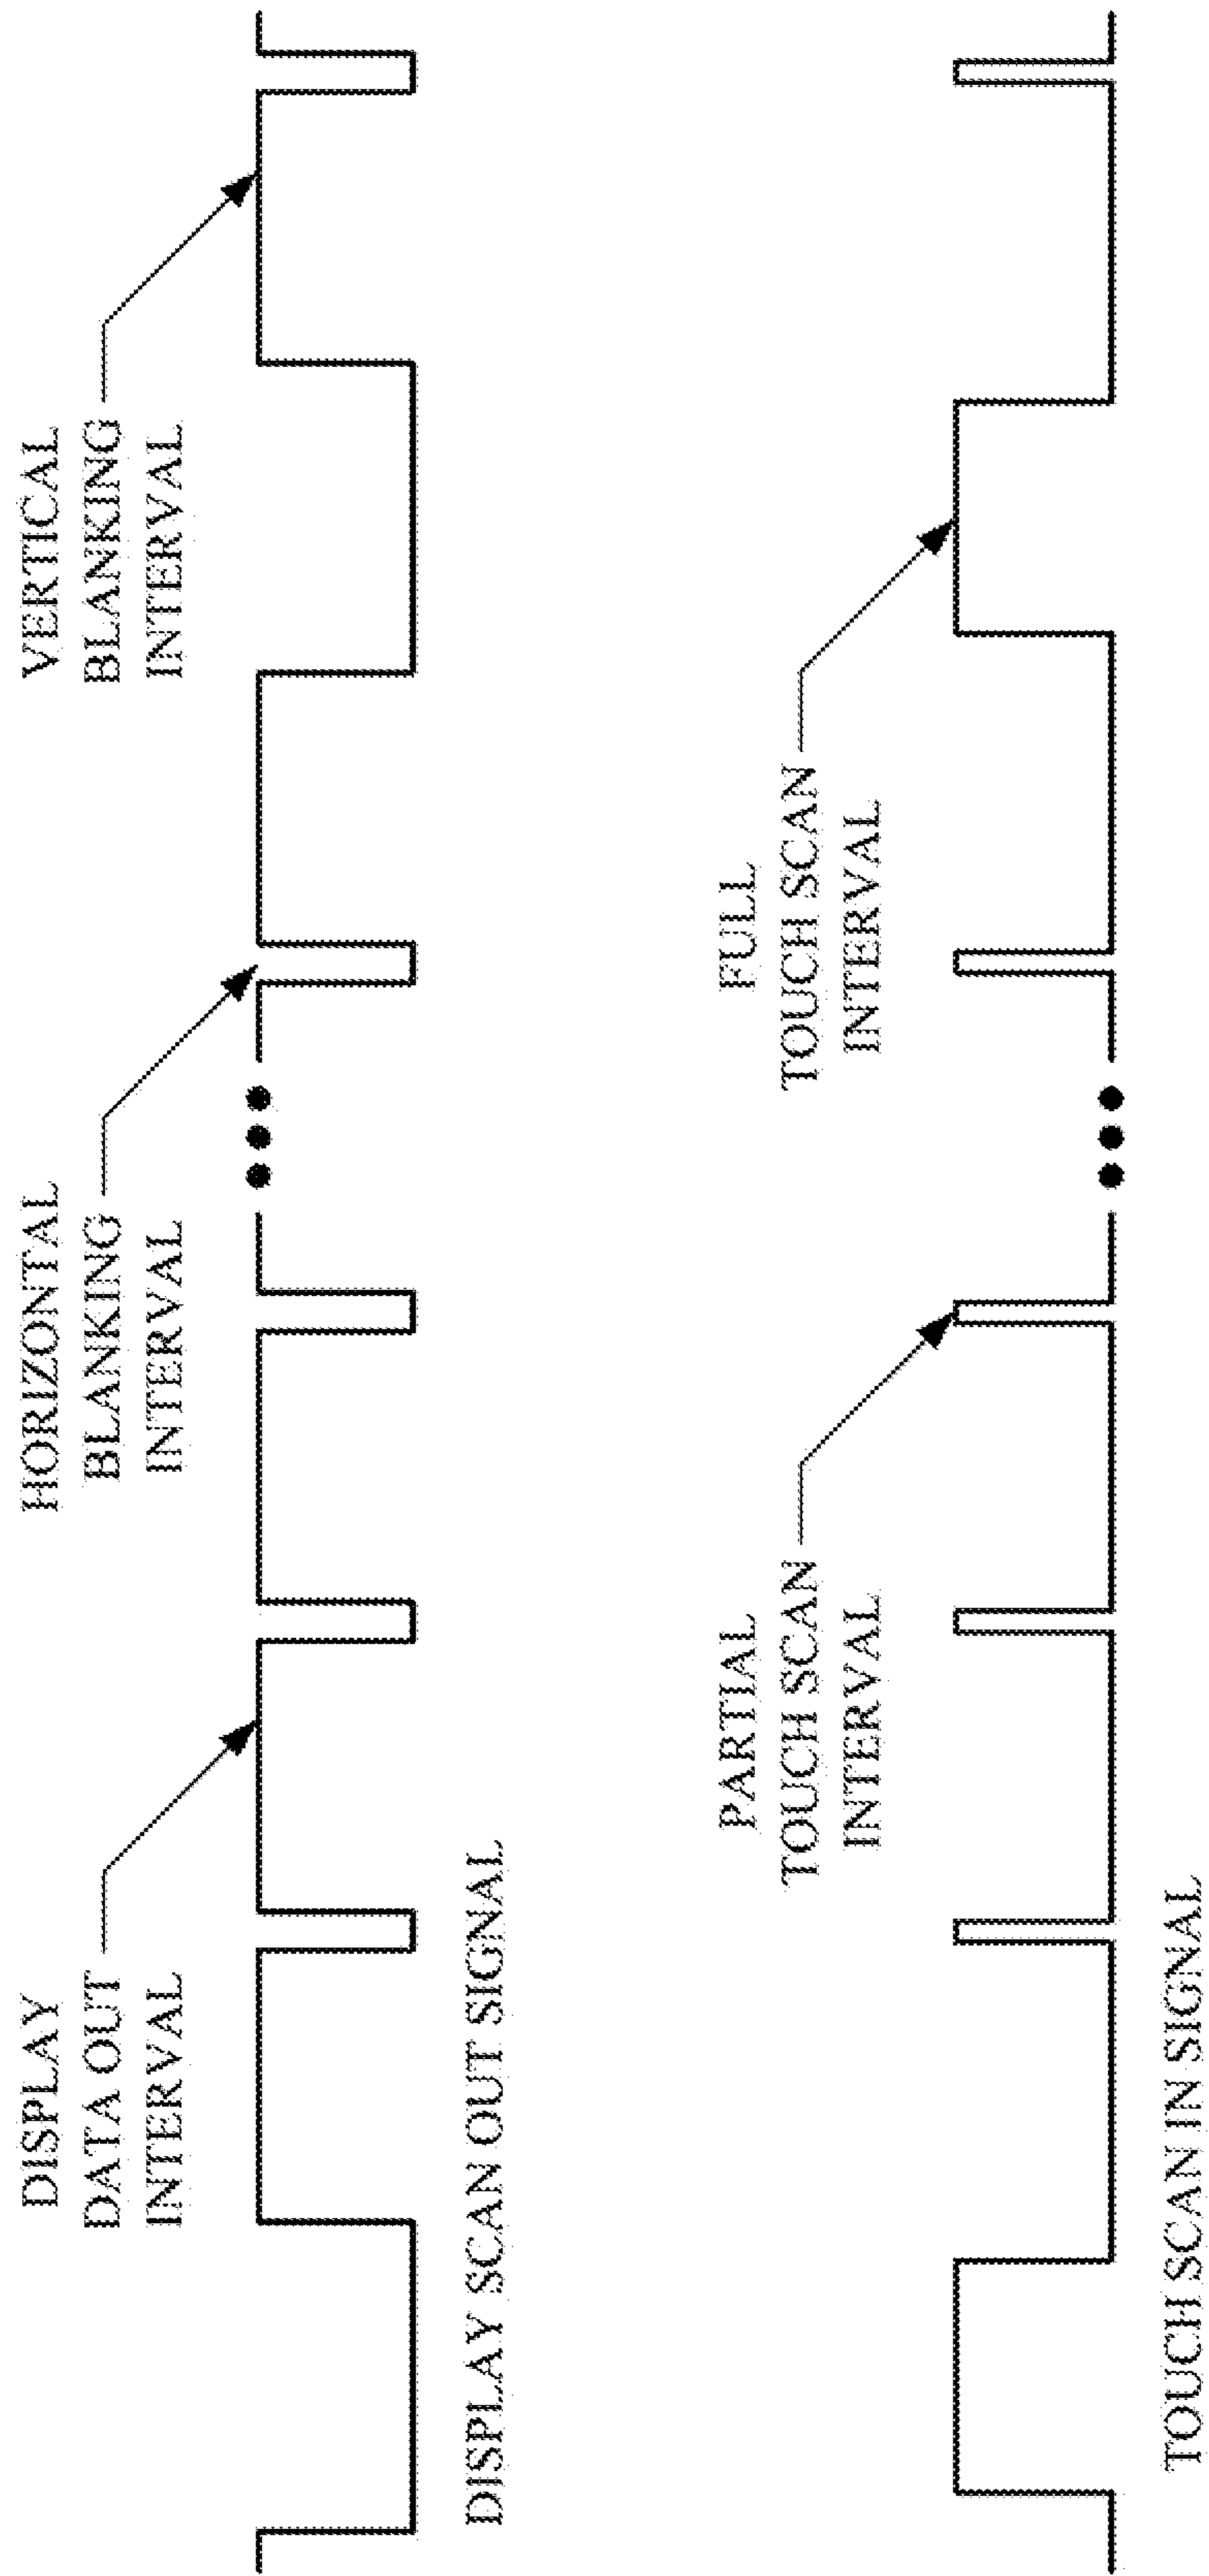 DISPLAY
DATA OUT
INTERVAL
HORIZONTAL
BLANKING
INTERVAL
VERTICAL
BLANKING
INTERVAL
DISPLAY SCAN OUT SIGNAL
PARTIAL
TOUCH SCAN
INTERVAL
FULL
TOUCH SCAN
INTERVAL
TOUCH SCAN IN SIGNAL